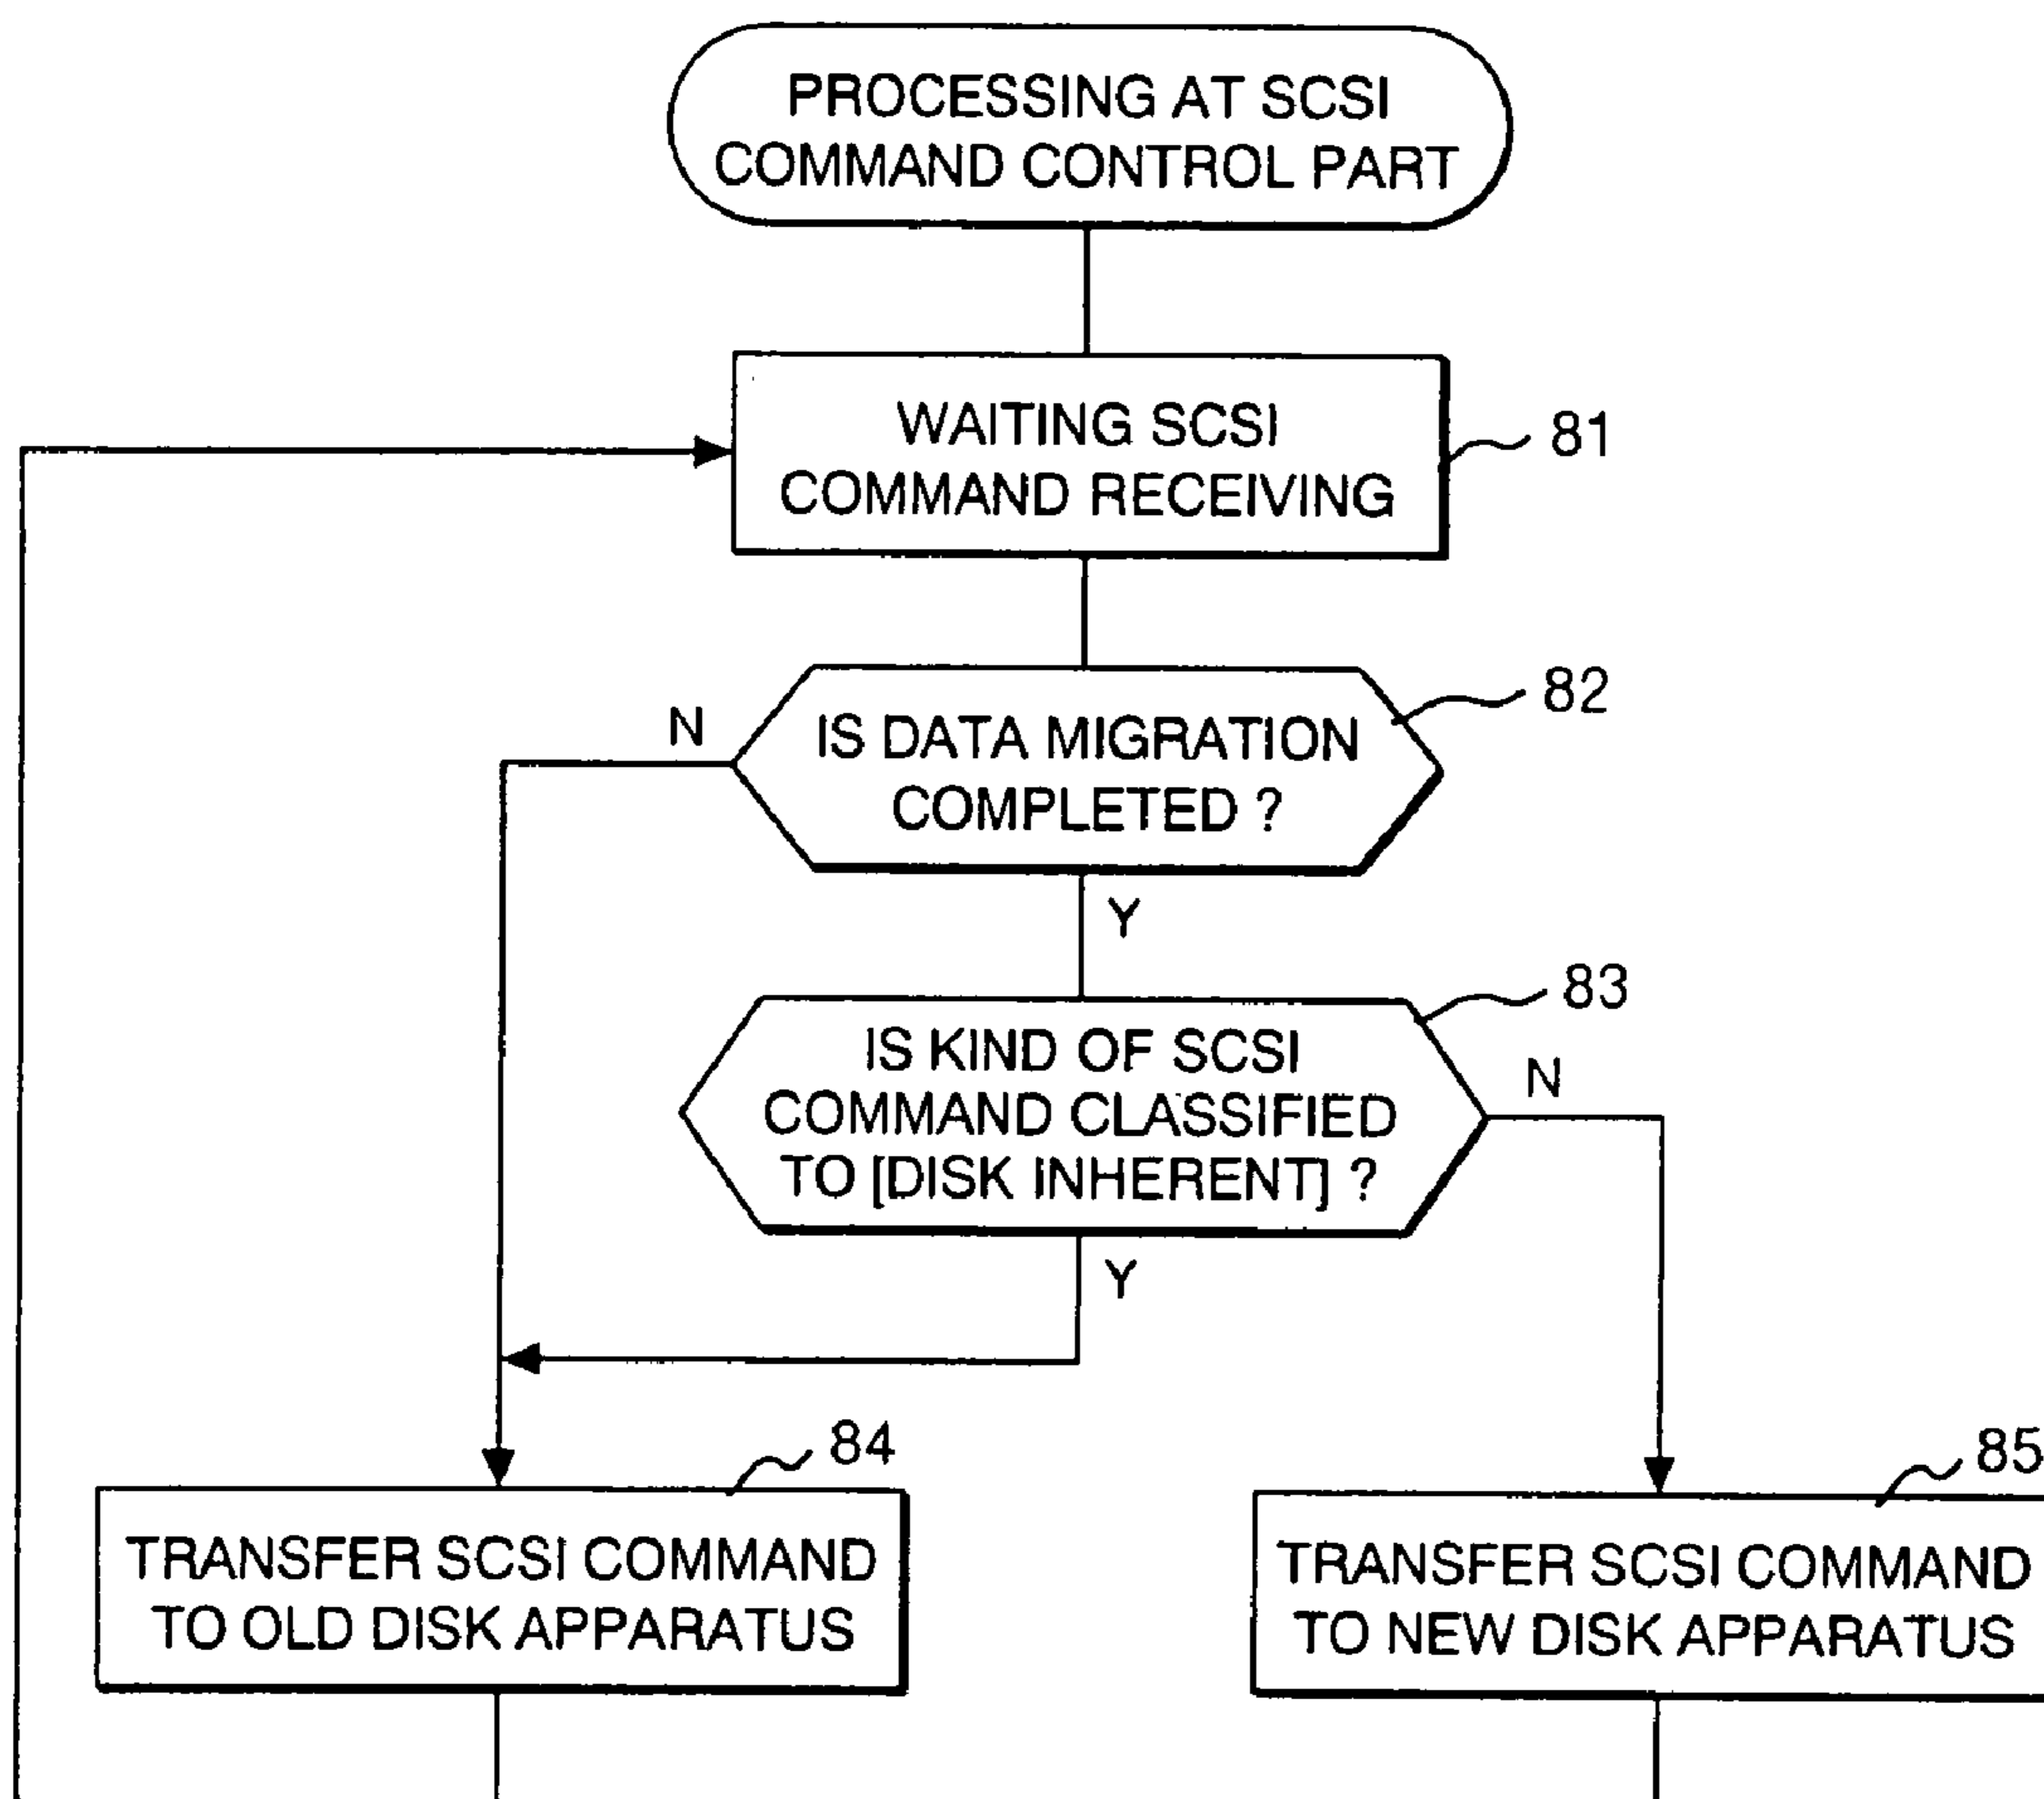 PROCESSING AT SCSI
COMMAND CONTROL PART
WAITING SCSI
COMMAND RECEIVING
81
IS DATA MIGRATION
COMPLETED ?
82
N
Y
IS KIND OF SCSI
COMMAND CLASSIFIED
TO [DISK INHERENT] ?
83
N
Y
TRANSFER SCSI COMMAND
TO OLD DISK APPARATUS
84
TRANSFER SCSI COMMAND
TO NEW DISK APPARATUS
85